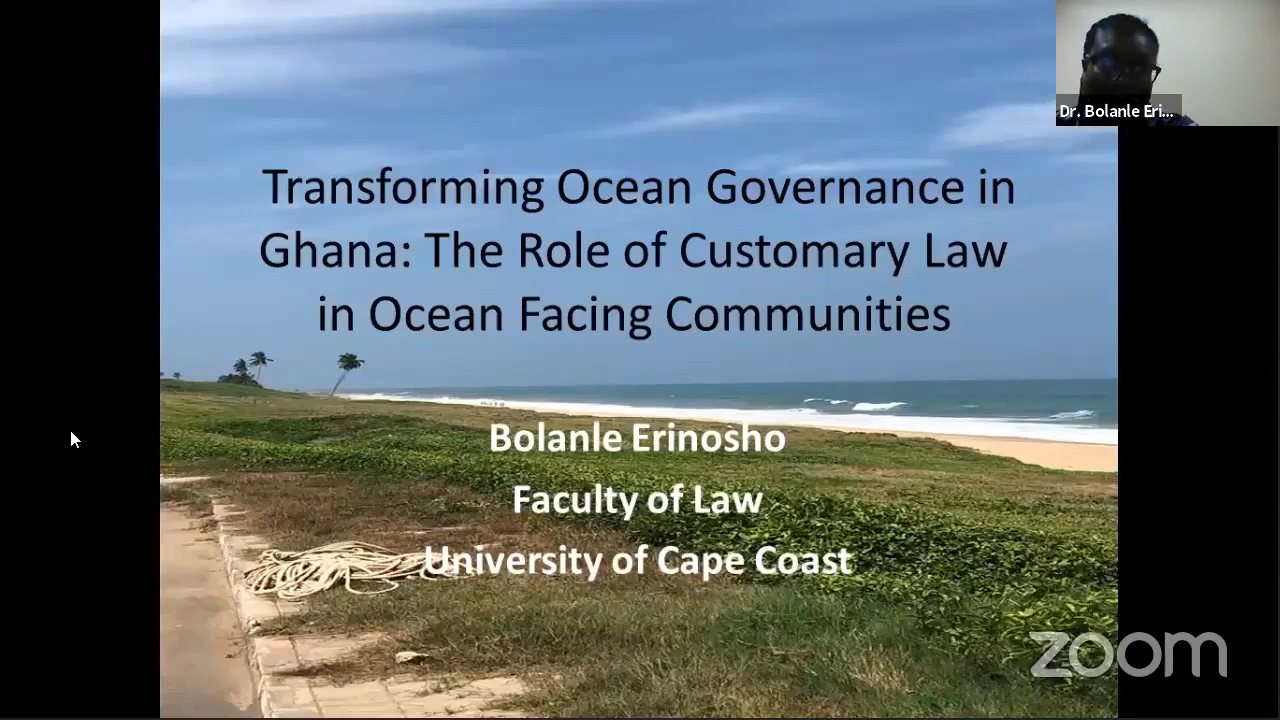 Dr. Bolanle Eri...
Transforming Ocean Governance in
Ghana: The Role of Customary Law
in Ocean Facing Communities
Bolanle Erinosho
Faculty of Law
University of Cape Coast
zoom